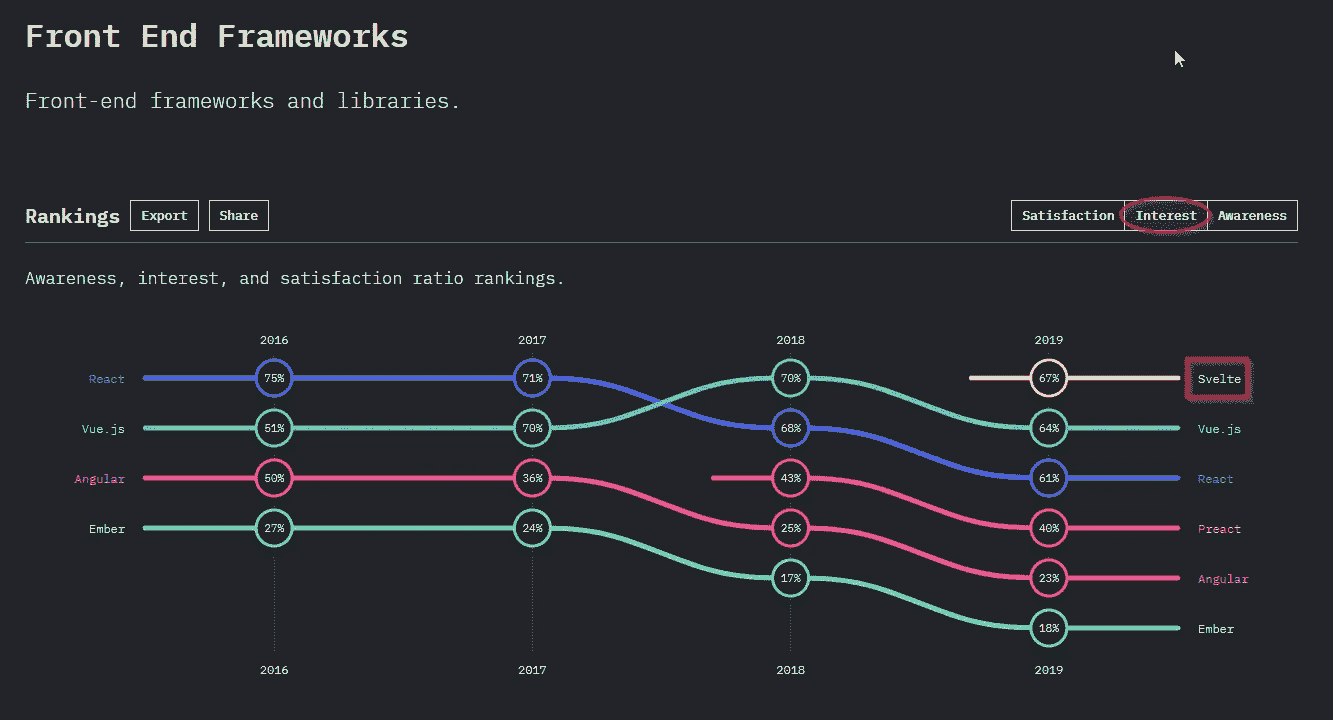 Front End Frameworks
Front-end frameworks and libraries.
Rankings Export Share Satisfaction Interest Awareness
Awareness, interest, and satisfaction ratio rankings.
2016 2017 2018 2019
React 75% 71% 70% 67% Svelte
Vue.js 51% 70% 68% 64% Vue.js
Angular 50% 36% 43% 61% React
Ember 27% 24% 25% 40% Preact
17% 23% Angular
18% Ember
2016 2017 2018 2019